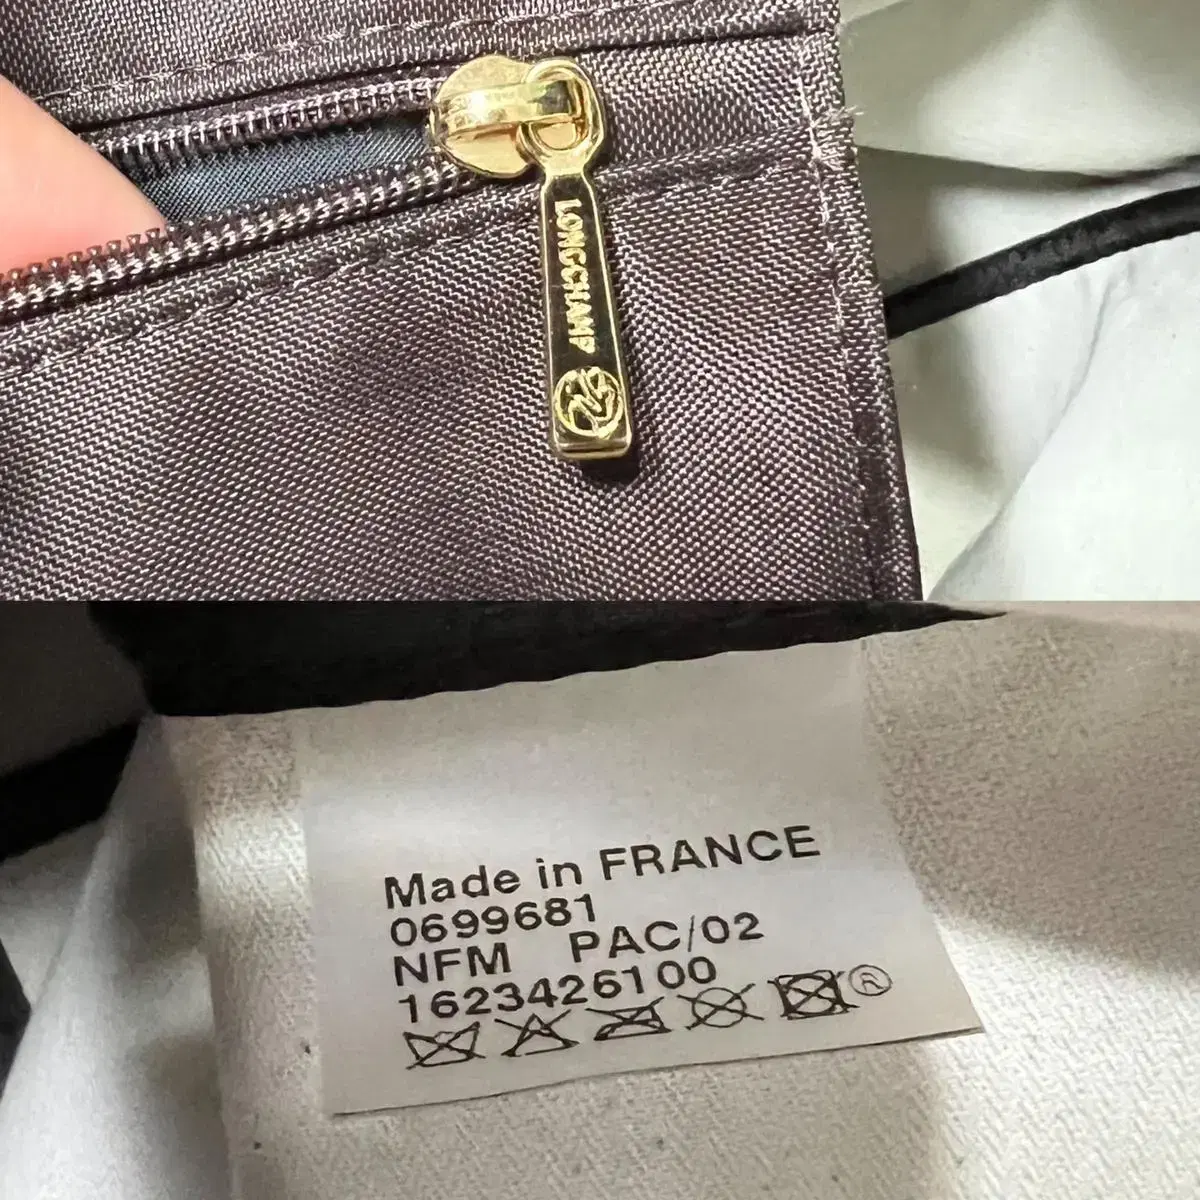 LONGCHAMP
Made in FRANCE
0699681
NFM PAC/02
1623426100
®